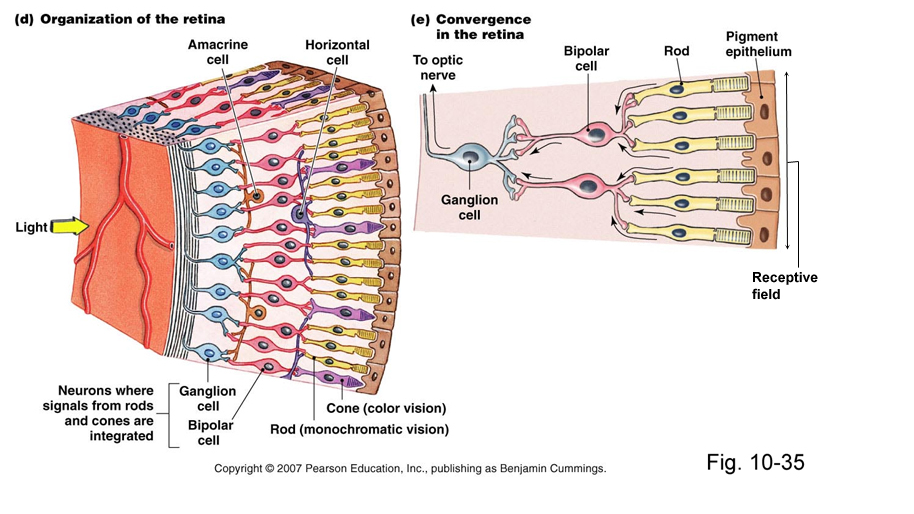 (d) Organization of the retina
Amacrine
cell
Horizontal
cell
Light
Neurons where
signals from rods
and cones are
integrated
Ganglion
cell
Bipolar
cell
Cone (color vision)
Rod (monochromatic vision)
(e) Convergence
in the retina
To optic
nerve
Bipolar
cell
Rod
Pigment
epithelium
Ganglion
cell
Receptive
field
Copyright © 2007 Pearson Education, Inc., publishing as Benjamin Cummings.
Fig. 10-35